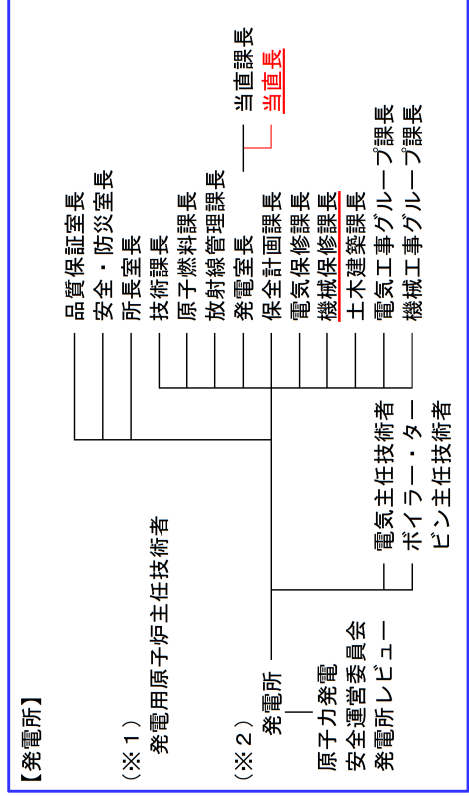 【発電所】
(※1)
発電用原子炉主任技術者
(※2)
発電所
原子力発電
安全運営委員会
発電所レビュー
電気主任技術者
ボイラー・ター
ビン主任技術者
品質保証室長
安全・防災室長
所長室長
技術課長
原子燃料課長
放射線管理課長
発電室長
当直課長
当直長
保全計画課長
電気保修課長
機械保修課長
土木建築課長
電気工事グループ課長
機械工事グループ課長